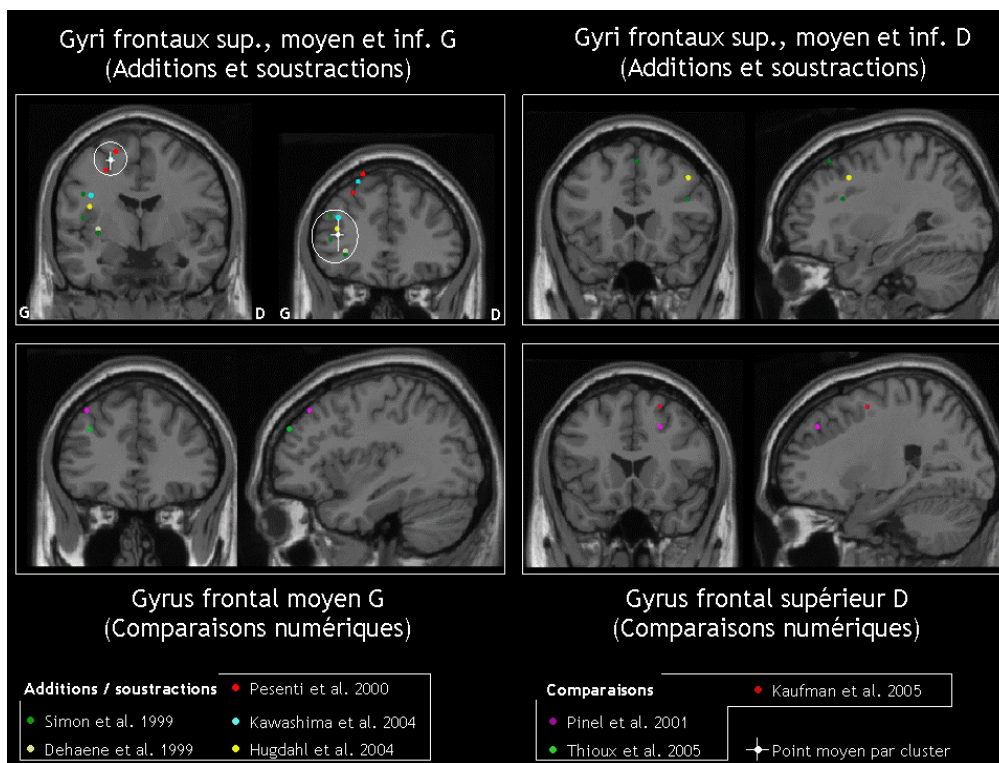 Gyri frontaux sup., moyen et inf. G
(Additions et soustractions)
Gyri frontaux sup., moyen et inf. D
(Additions et soustractions)
G
D
G
D
Gyrus frontal moyen G
(Comparaisons numériques)
Gyrus frontal supérieur D
(Comparaisons numériques)
Additions / soustractions
Pesenti et al. 2000
Simon et al. 1999
Kawashima et al. 2004
Dehaene et al. 1999
Hugdahl et al. 2004
Comparaisons
Kaufman et al. 2005
Pinel et al. 2001
Thioux et al. 2005
Point moyen par cluster